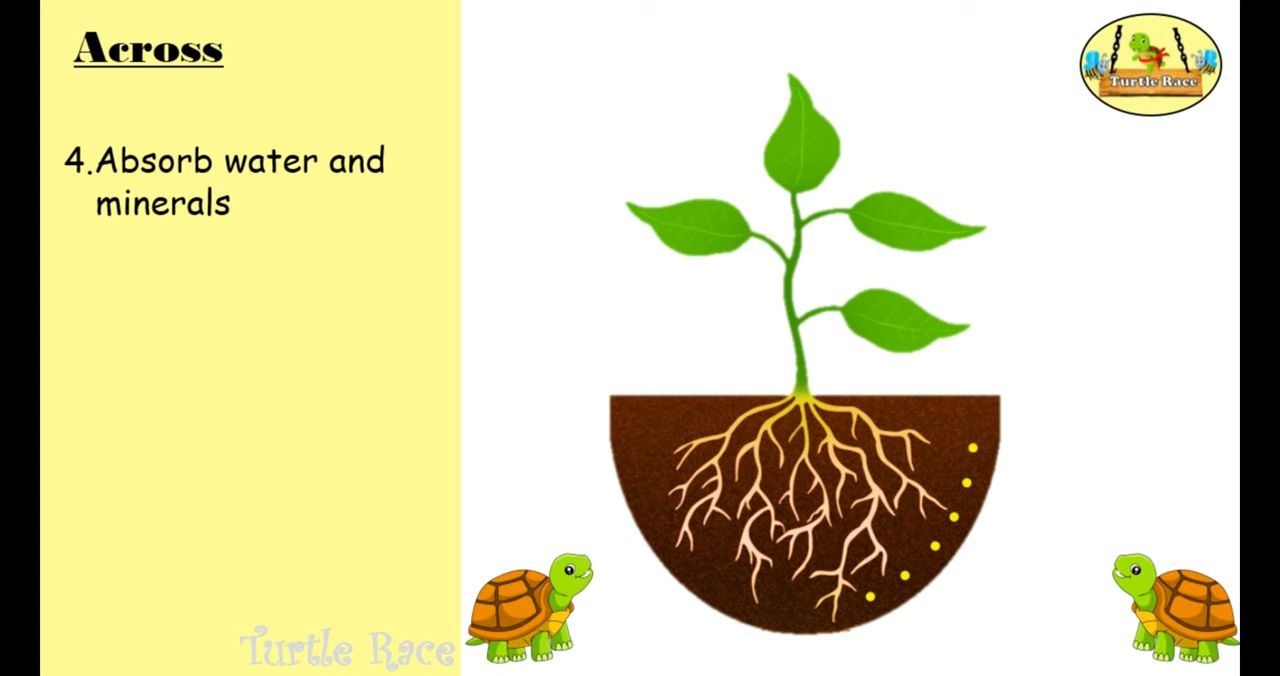 Across
Turtle Race
4.Absorb water and
minerals
Turtle Race